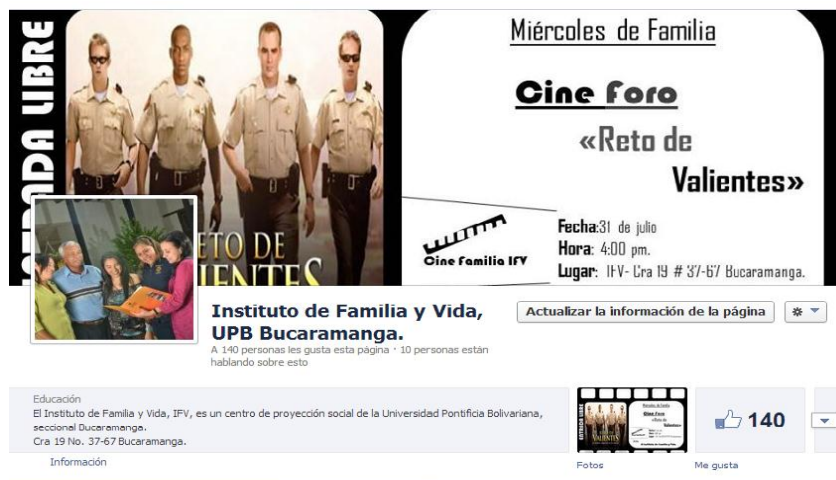 ENTRADA LIBRE
Miércoles de Familia
Cine Foro
«Reto de
Valientes»
Fecha:31 de julio
Hora: 4:00 pm.
Lugar: IFV- Cra 19 # 37-67 Bucaramanga.
Cine Familia IFV
RETO DE
VALIENTES
Instituto de Familia y Vida,
UPB Bucaramanga.
A 140 personas les gusta esta página · 10 personas están
hablando sobre esto
Actualizar la información de la página
Educación
El Instituto de Familia y Vida, IFV, es un centro de proyección social de la Universidad Pontificia Bolivariana,
seccional Bucaramanga.
Cra 19 No. 37-67 Bucaramanga.
Información
Fotos
140
Me gusta